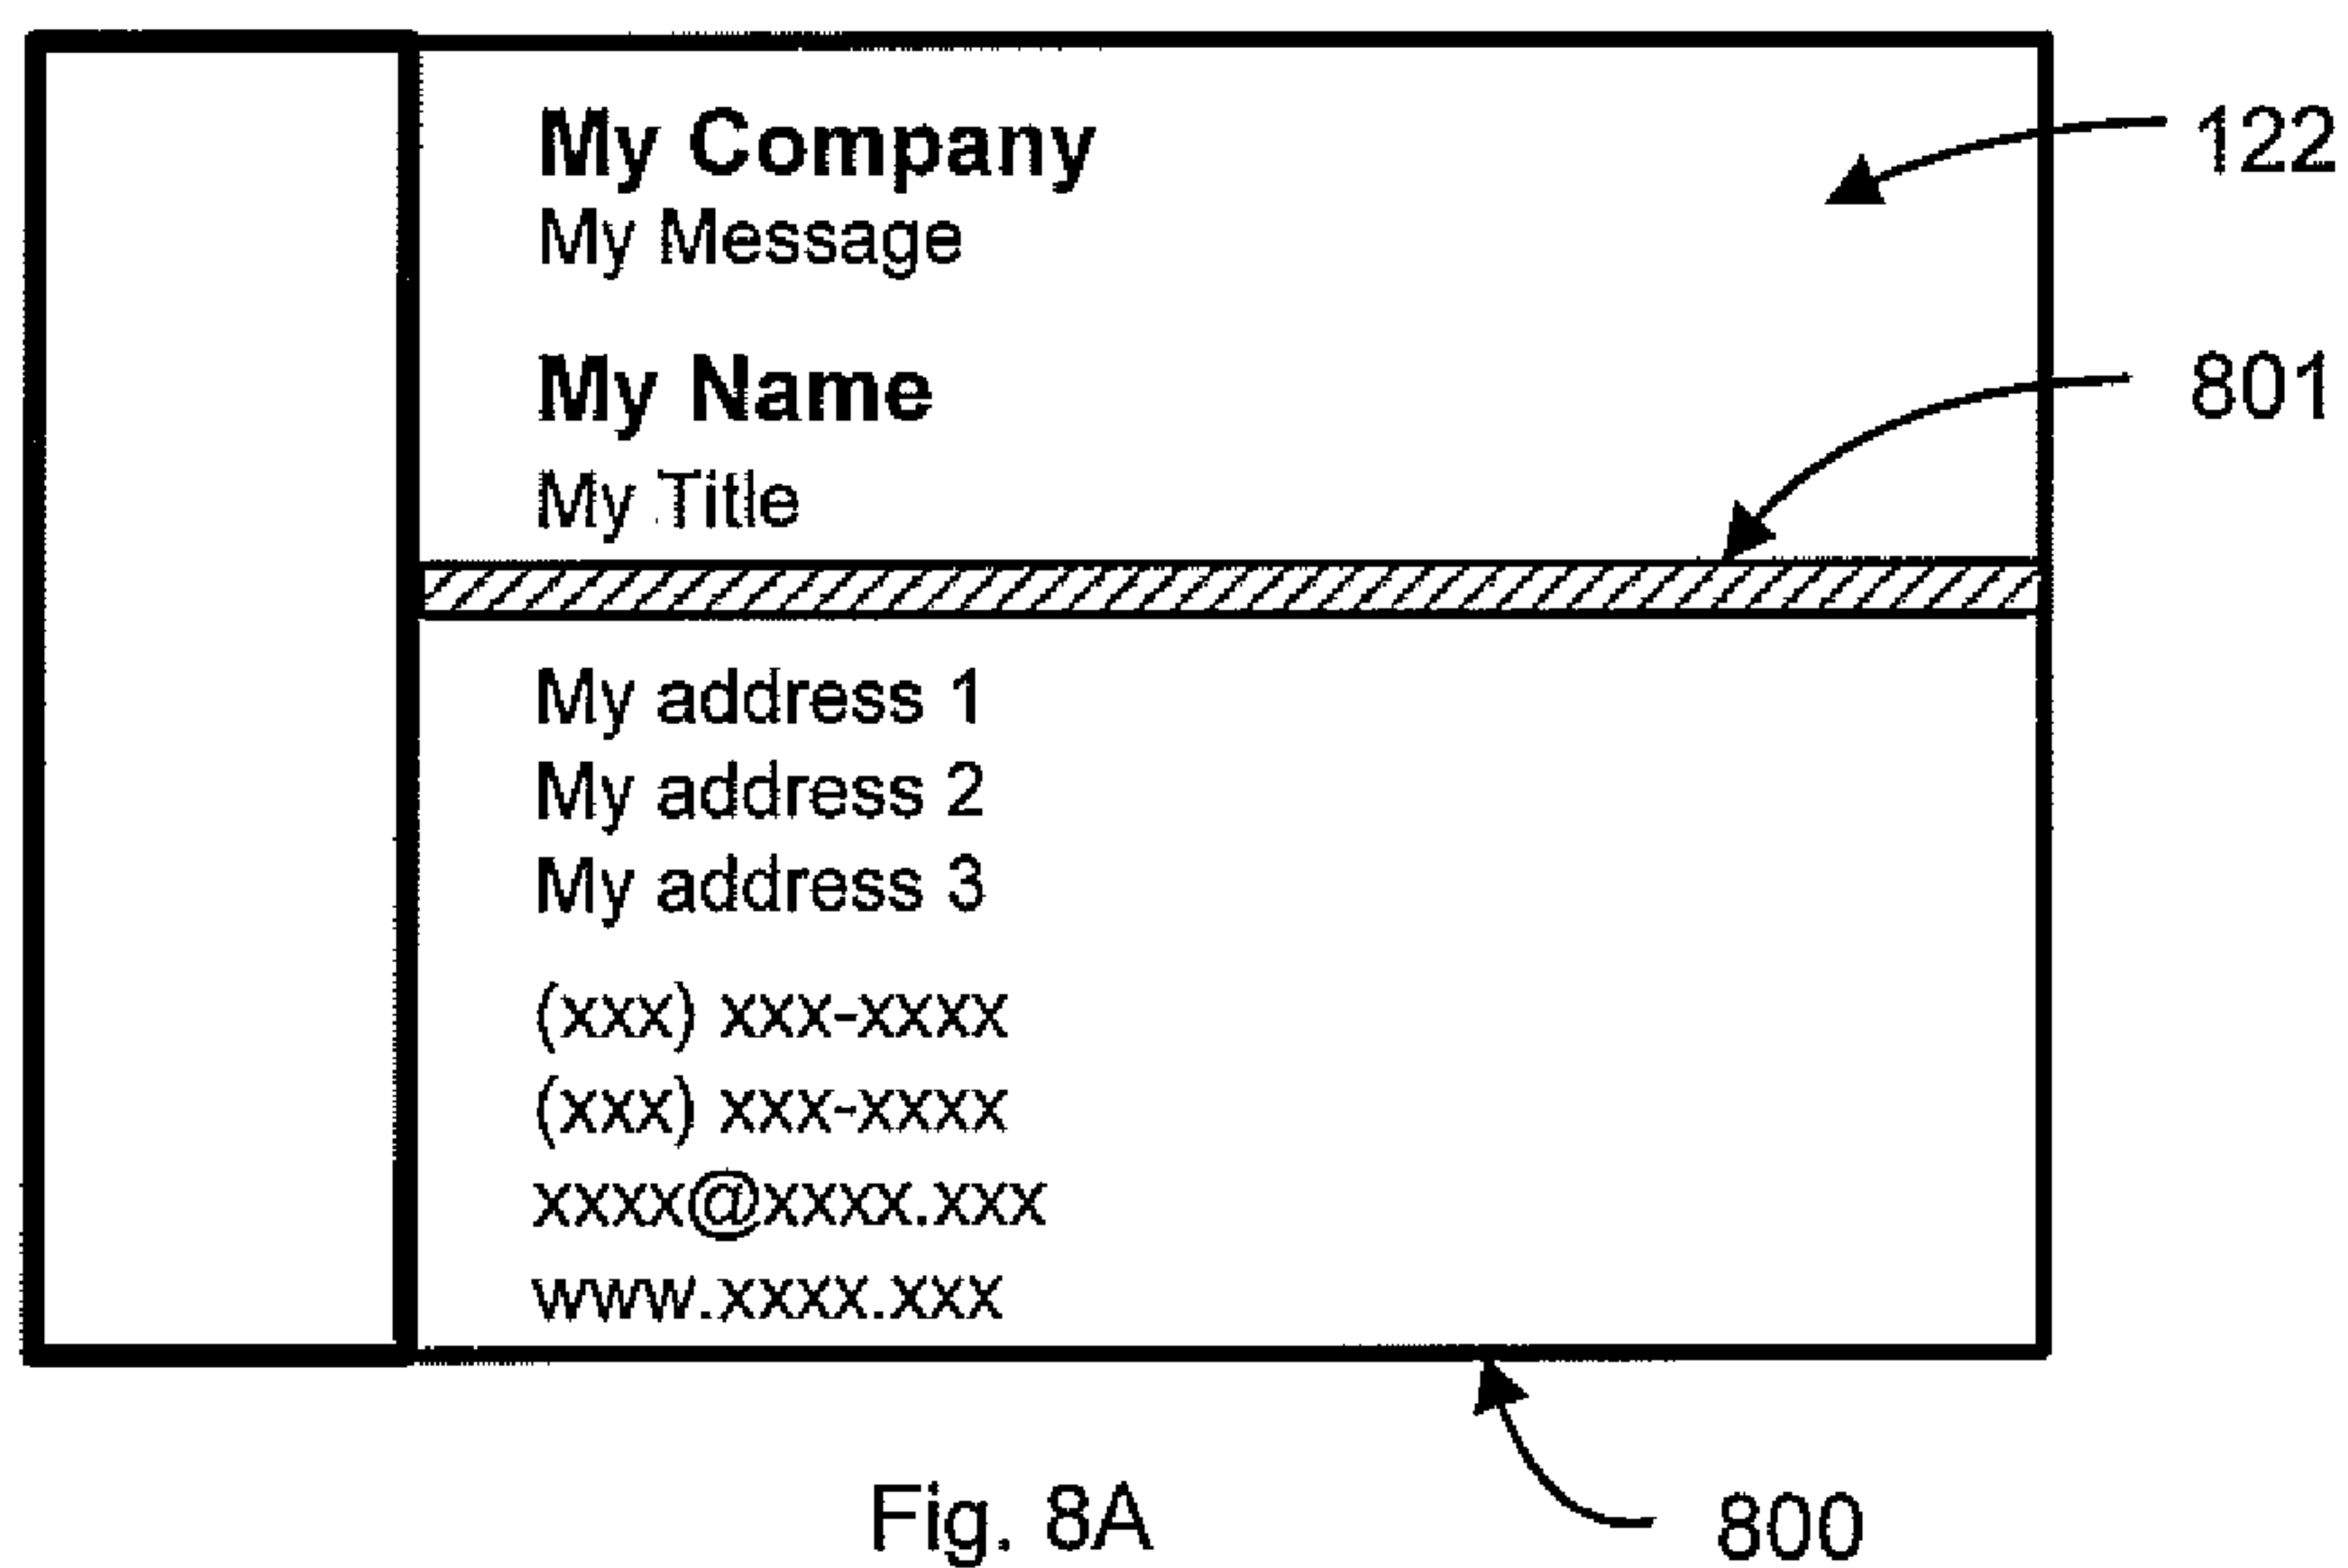 My Company
122
My Message
My Name
801
My Title
My address 1
My address 2
My address 3
(xxx) xxx-xxxx
(xxx) xxx-xxxx
xxxx@xxxx.xxx
www.xxxx.xxx
Fig. 8A
800